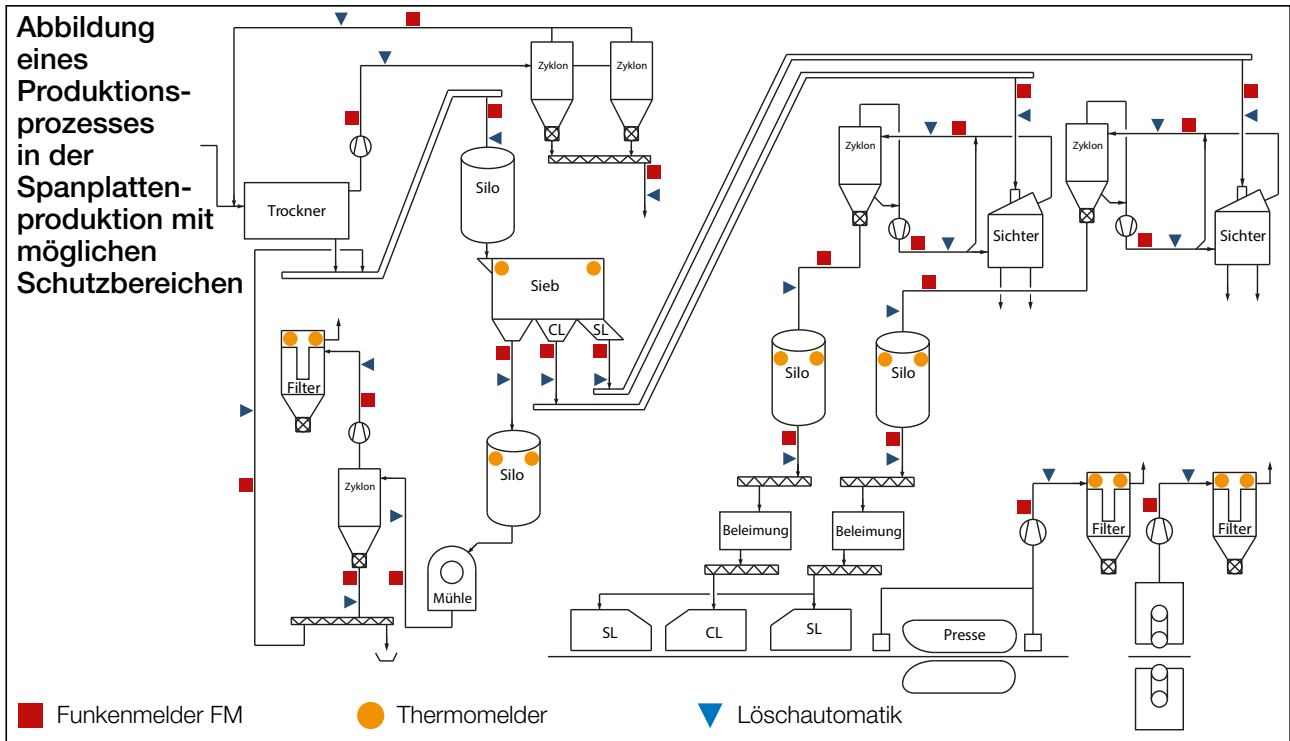 Abbildung
eines
Produktions-
prozesses
in der
Spanplatten-
produktion mit
möglichen
Schutzbereichen
Zyklon
Zyklon
Trockner
Silo
Sieb
CL
SL
Filter
Zyklon
Silo
Mühle
Zyklon
Zyklon
Sichter
Sichter
Silo
Silo
Beleimung
Beleimung
SL
CL
SL
Presse
Filter
Filter
Funkenmelder FM
Thermomelder
Löschautomatik